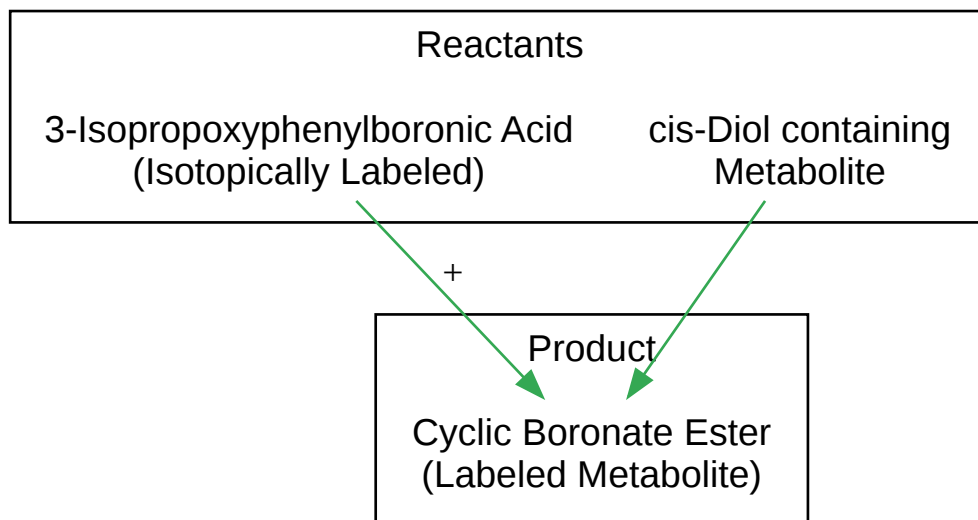 Reactants
3-Isopropoxyphenylboronic Acid
(Isotopically Labeled)
cis-Diol containing
Metabolite
+
Product
Cyclic Boronate Ester
(Labeled Metabolite)